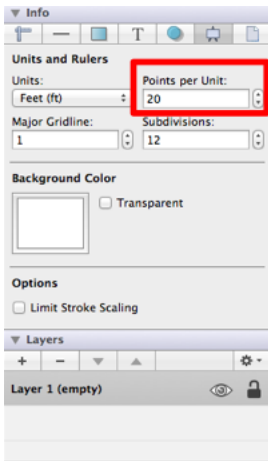 Info
T
Units and Rulers
Units: Points per Unit:
Feet (ft) 20
Major Gridline: Subdivisions:
1 12
Background Color
Transparent
Options
Limit Stroke Scaling
Layers
+ −
Layer 1 (empty)